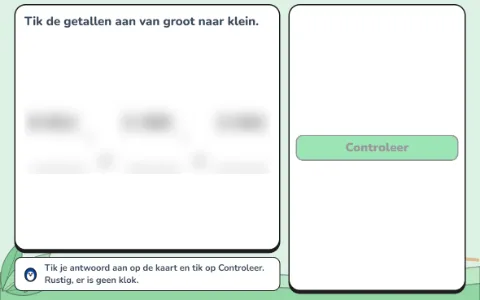 Tik de getallen aan van groot naar klein.
Controleer
Tik je antwoord aan op de kaart en tik op Controleer.
Rustig, er is geen klok.